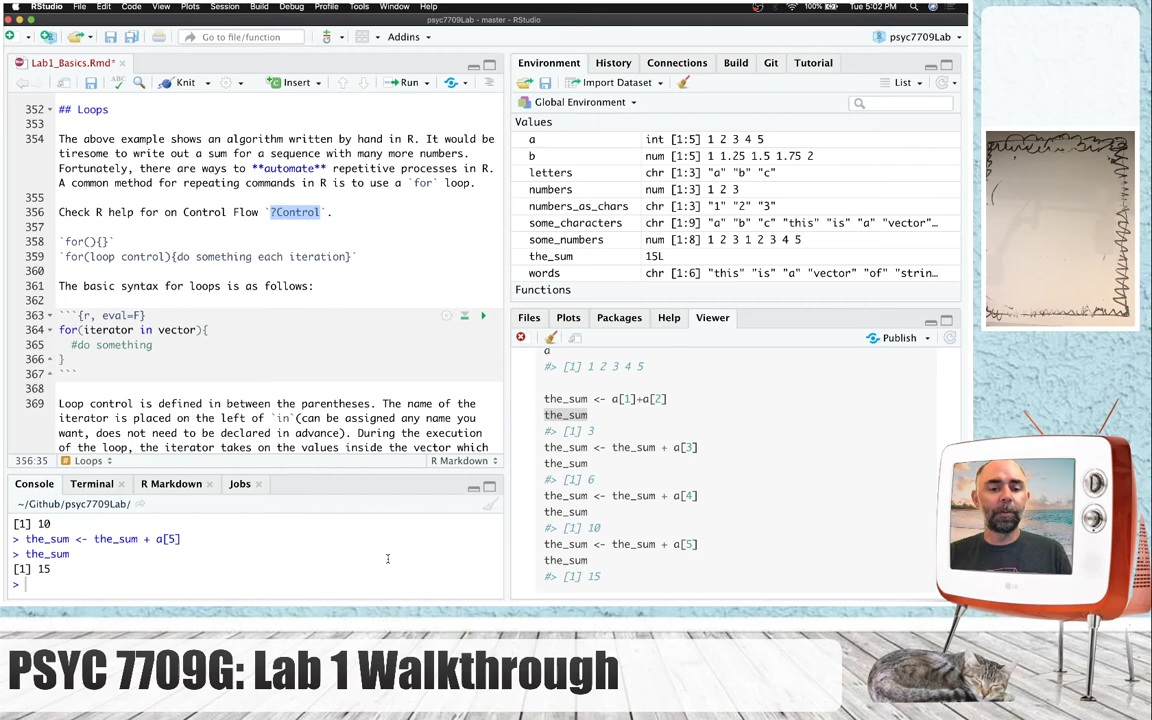 RStudio File Edit Code View Plots Session Build Debug Profile Tools Window Help 100% Tue 5:02 PM
psyc7709Lab - master - RStudio
Go to file/function Addins psyc7709Lab
Lab1_Basics.Rmd*
ABC Knit Insert Run
352 ## Loops
353
354 The above example shows an algorithm written by hand in R. It would be
tiresome to write out a sum for a sequence with many more numbers.
Fortunately, there are ways to **automate** repetitive processes in R.
A common method for repeating commands in R is to use a `for` loop.
355
356 Check R help for on Control Flow `?Control`.
357
358 `for(){}`
359 `for(loop control){do something each iteration}`
360
361 The basic syntax for loops is as follows:
362
363 ```{r, eval=F}
364 for(iterator in vector){
365 #do something
366 }
367 ```
368
369 Loop control is defined in between the parentheses. The name of the
iterator is placed on the left of `in`(can be assigned any name you
want, does not need to be declared in advance). During the execution
of the loop, the iterator takes on the values inside the vector which
356:35 Loops R Markdown
Console Terminal R Markdown Jobs
~/Github/psyc7709Lab/
[1] 10
> the_sum <- the_sum + a[5]
> the_sum
[1] 15
>
Environment History Connections Build Git Tutorial
Import Dataset List
Global Environment
Values
a int [1:5] 1 2 3 4 5
b num [1:5] 1 1.25 1.5 1.75 2
letters chr [1:3] "a" "b" "c"
numbers num [1:3] 1 2 3
numbers_as_chars chr [1:3] "1" "2" "3"
some_characters chr [1:9] "a" "b" "c" "this" "is" "a" "vector"…
some_numbers num [1:8] 1 2 3 1 2 3 4 5
the_sum 15L
words chr [1:6] "this" "is" "a" "vector" "of" "strin…
Functions
Files Plots Packages Help Viewer
Publish
a
#> [1] 1 2 3 4 5
the_sum <- a[1]+a[2]
the_sum
#> [1] 3
the_sum <- the_sum + a[3]
the_sum
#> [1] 6
the_sum <- the_sum + a[4]
the_sum
#> [1] 10
the_sum <- the_sum + a[5]
the_sum
#> [1] 15
LG
PSYC 7709G: Lab 1 Walkthrough